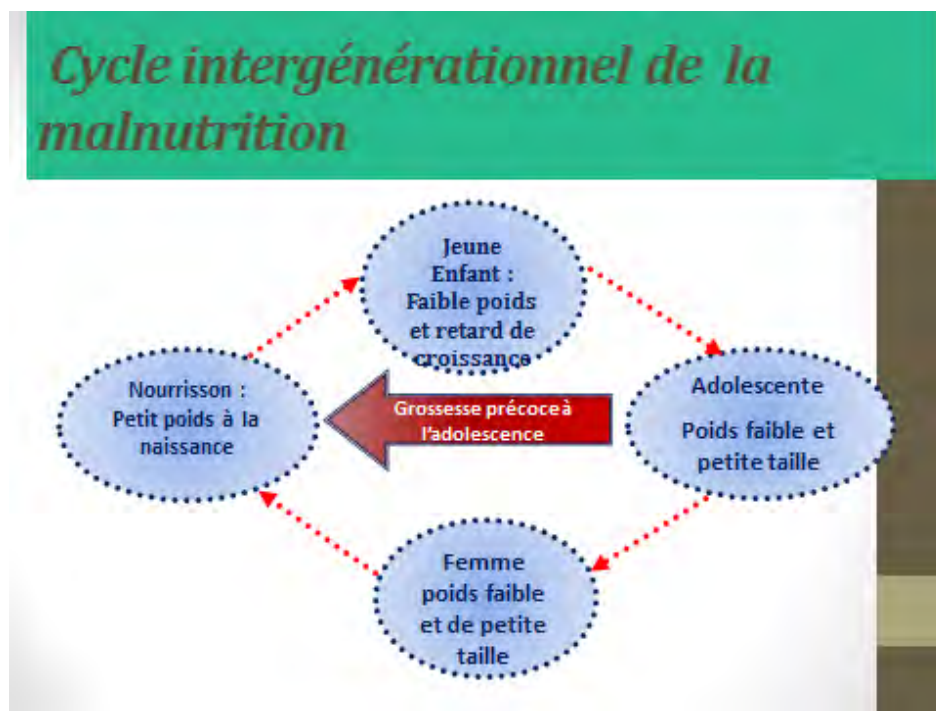 Cycle intergénérationnel de la
malnutrition
Jeune
Enfant :
Faible poids
et retard de
croissance
Nourrisson :
Petit poids à la
naissance
Grossesse précoce à
l'adolescence
Adolescente
Poids faible et
petite taille
Femme
poids faible
et de petite
taille